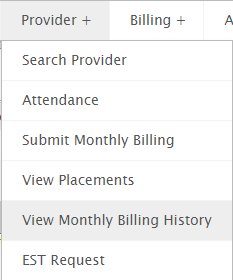 Provider + Billing + A
Search Provider
Attendance
Submit Monthly Billing
View Placements
View Monthly Billing History
EST Request